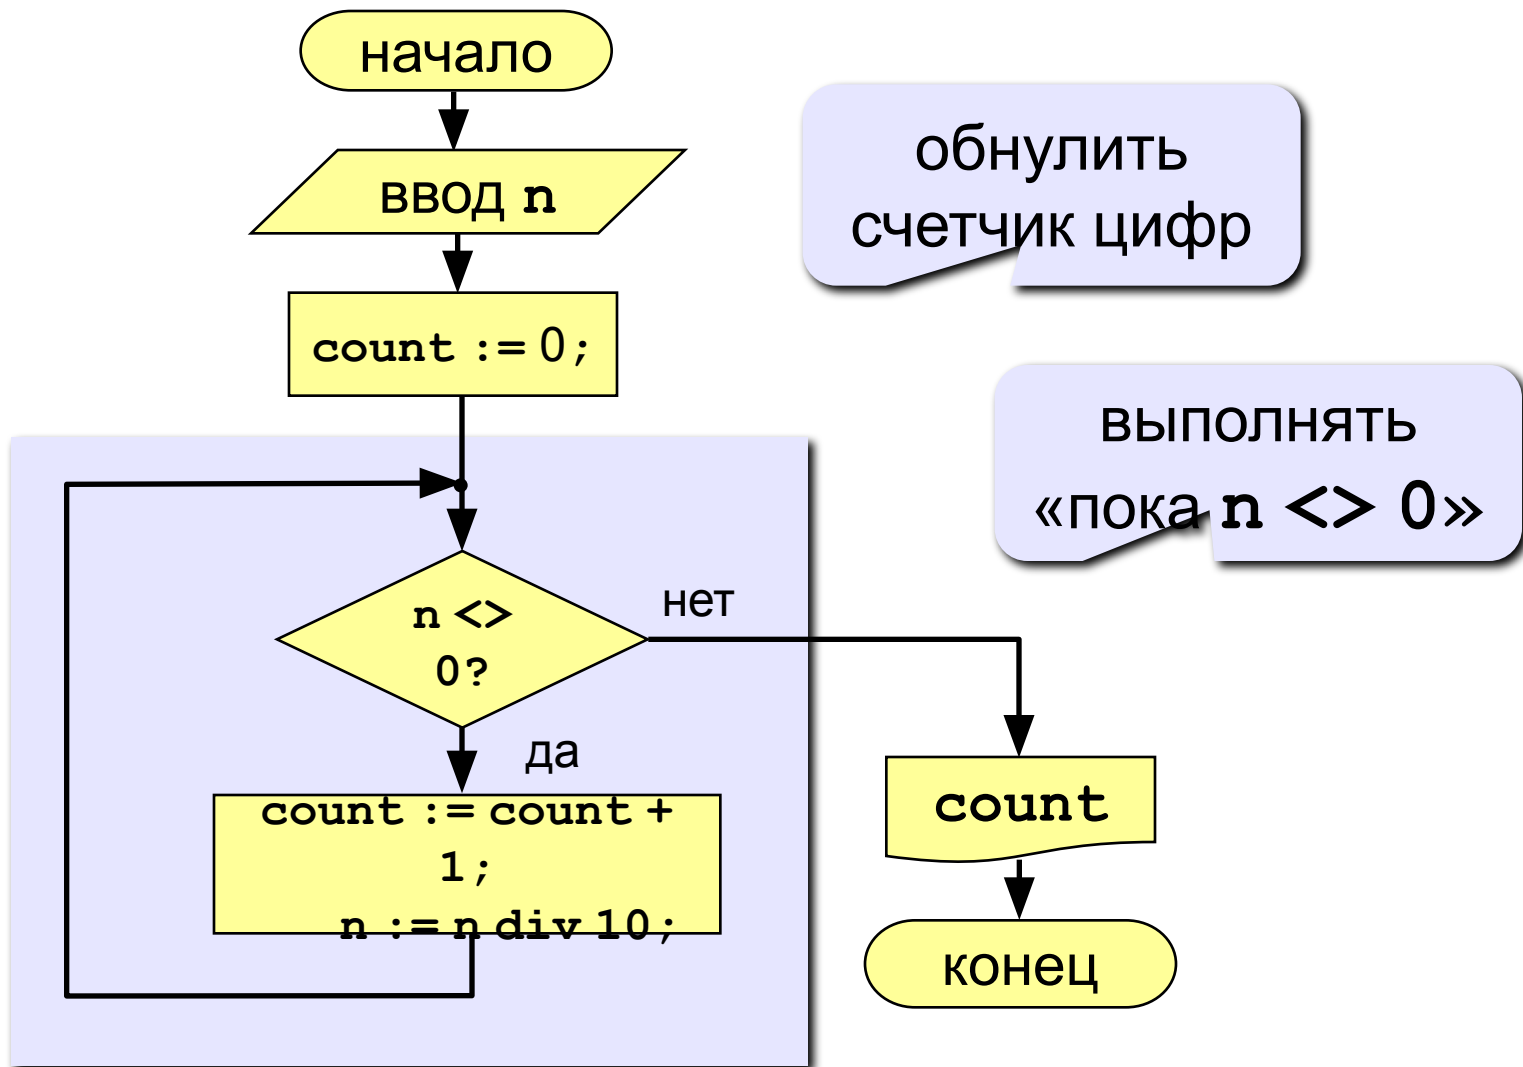 начало
ввод n
обнулить
счетчик цифр
count := 0;
выполнять
«пока n <> 0»
n <>
0?
нет
да
count := count +
1;
n := n div 10;
count
конец